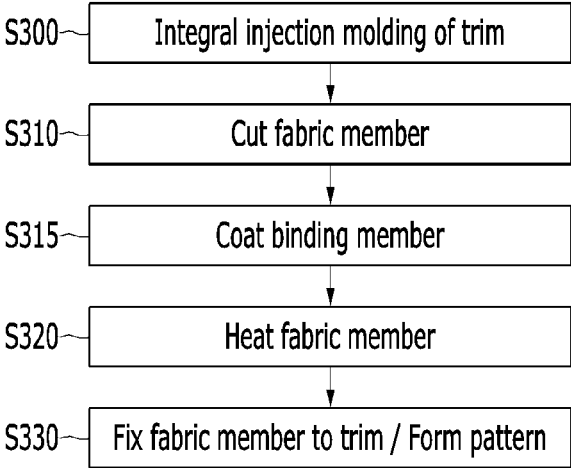 S300 Integral injection molding of trim
S310 Cut fabric member
S315 Coat binding member
S320 Heat fabric member
S330 Fix fabric member to trim / Form pattern